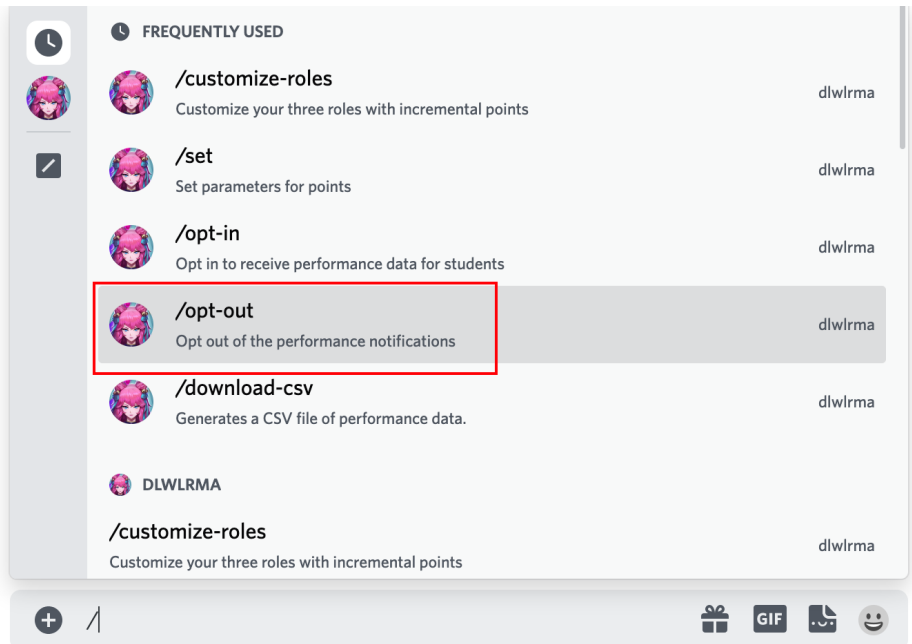 FREQUENTLY USED
/customize-roles
Customize your three roles with incremental points
dlwlrma
/set
Set parameters for points
dlwlrma
/opt-in
Opt in to receive performance data for students
dlwlrma
/opt-out
Opt out of the performance notifications
dlwlrma
/download-csv
Generates a CSV file of performance data.
dlwlrma
DLWLRMA
/customize-roles
Customize your three roles with incremental points
dlwlrma
/
GIF